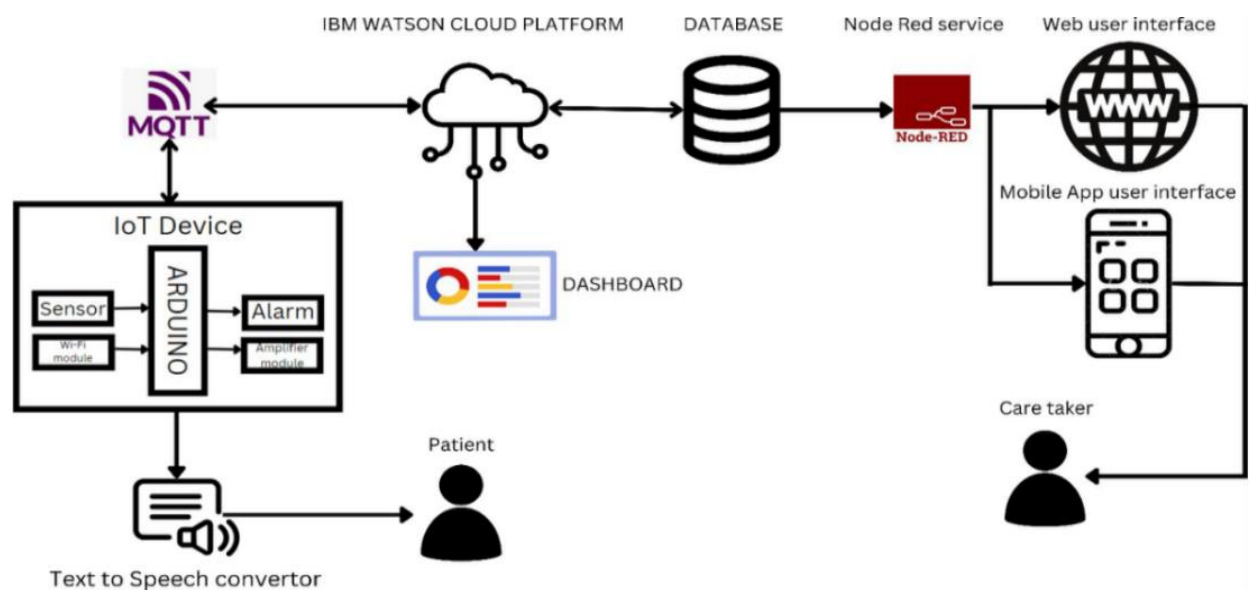 IBM WATSON CLOUD PLATFORM
DATABASE
Node Red service
Web user interface
MQTT
WWW
Node-RED
Mobile App user interface
IoT Device
ARDUINO
Sensor
Alarm
Wi-Fi
module
Amplifier
module
DASHBOARD
Care taker
Patient
Text to Speech convertor